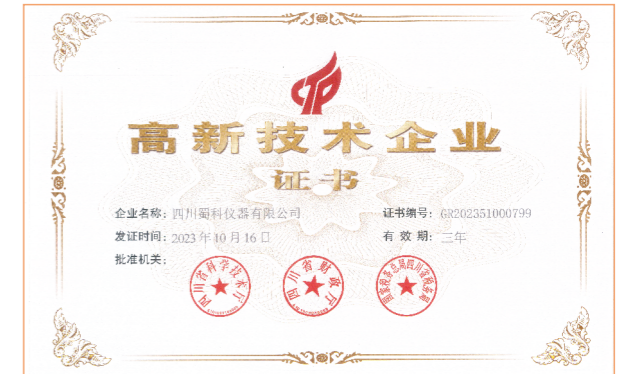 高新技术企业
证书
企业名称：四川蜀科仪器有限公司
证书编号：GR202351000799
发证时间：2023年10月16日
有效期：三年
批准机关：
四川省科学技术厅
四川省财政厅
国家税务总局四川省税务局